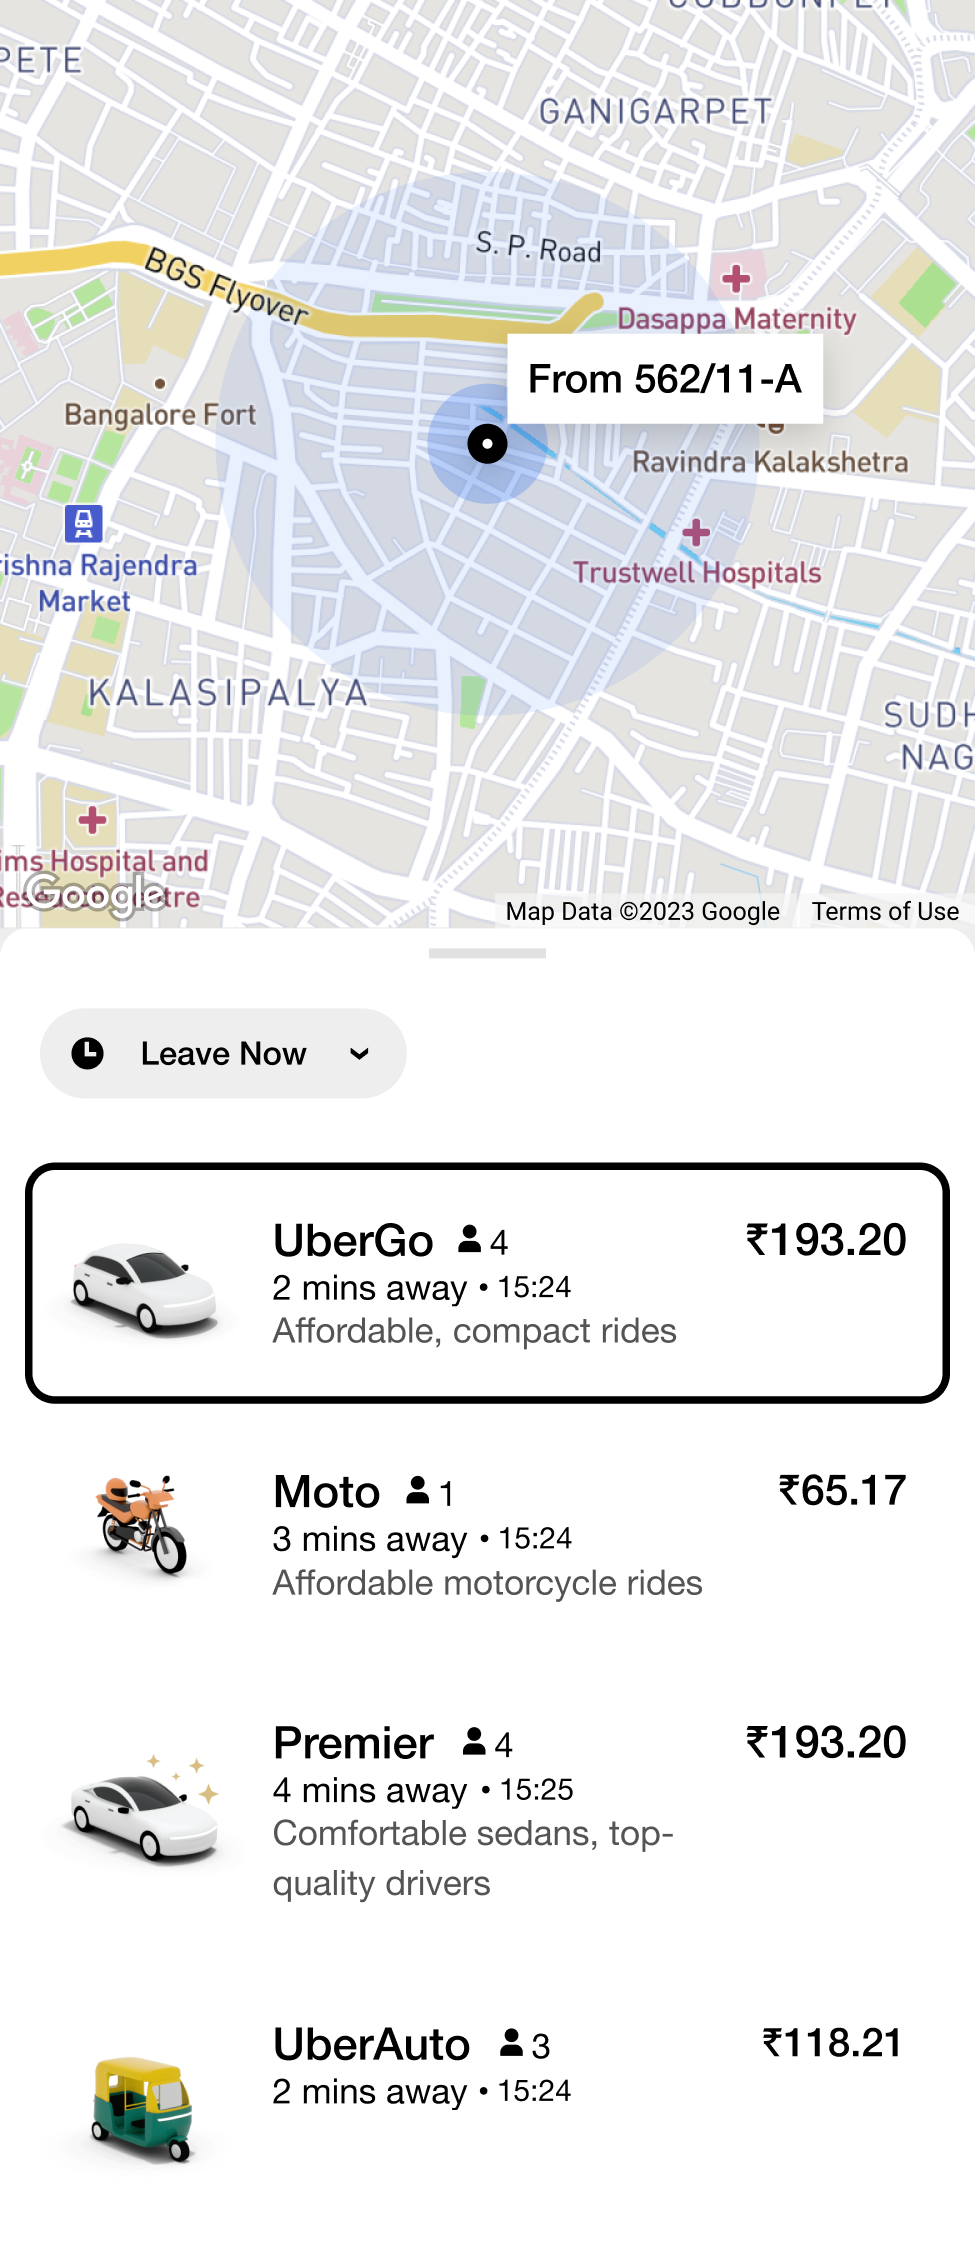 PETE
GANIGARPET
S. P. Road
BGS Flyover
Dasappa Maternity
From 562/11-A
Bangalore Fort
Ravindra Kalakshetra
Trustwell Hospitals
rishna Rajendra
Market
KALASIPALYA
SUDH
NAG
ims Hospital and
Google
Map Data ©2023 Google
Terms of Use
Leave Now
UberGo 4 ₹193.20
2 mins away • 15:24
Affordable, compact rides
Moto 1 ₹65.17
3 mins away • 15:24
Affordable motorcycle rides
Premier 4 ₹193.20
4 mins away • 15:25
Comfortable sedans, top-
quality drivers
UberAuto 3 ₹118.21
2 mins away • 15:24